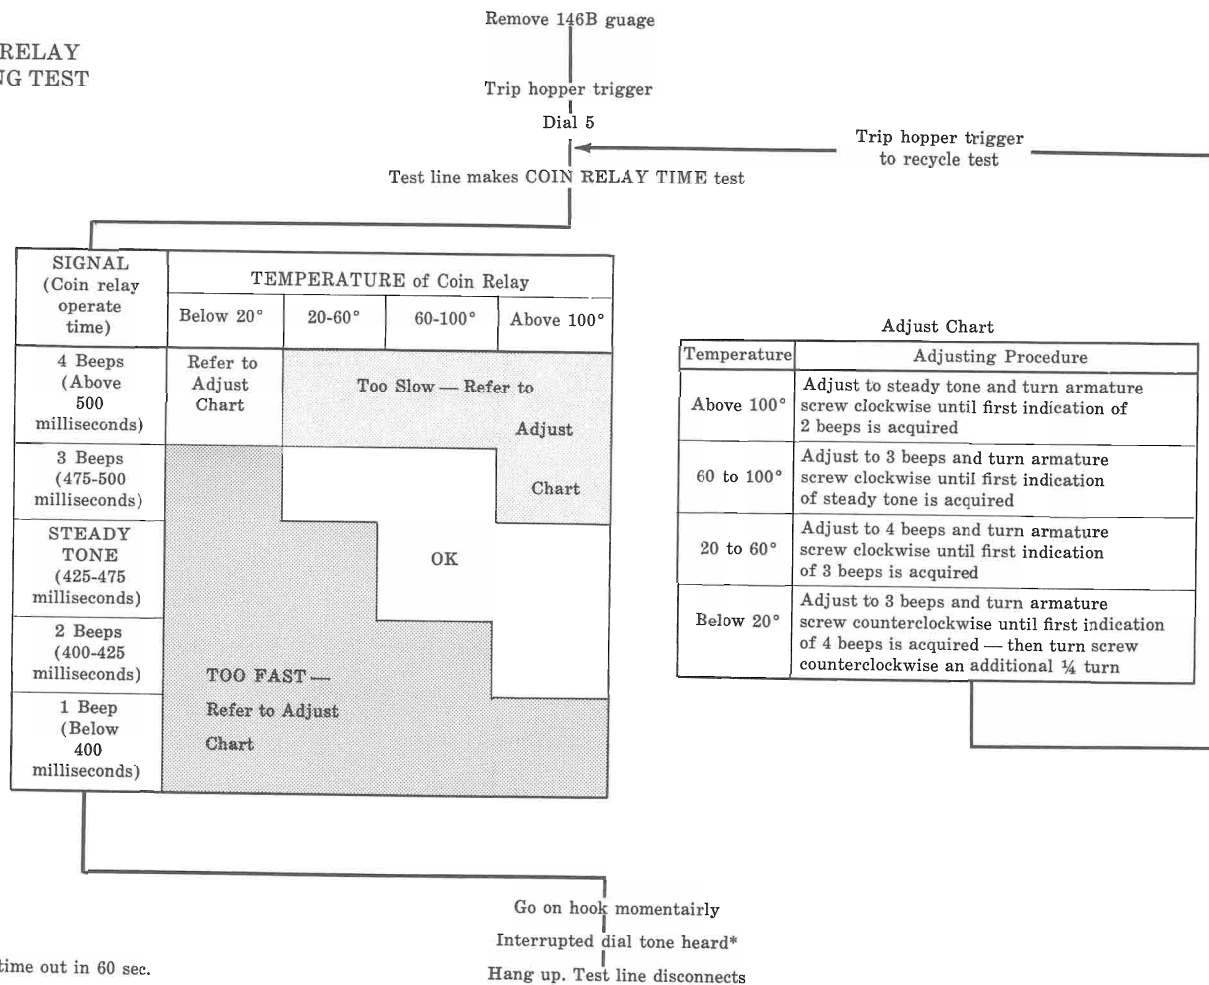 RELAY
TEST
Remove 146B guage
Trip hopper trigger
Dial 5
Trip hopper trigger
to recycle test
Test line makes COIN RELAY TIME test
SIGNAL
(Coin relay
operate
time)
TEMPERATURE of Coin Relay
Below 20°
20-60°
60-100°
Above 100°
4 Beeps
(Above
500
milliseconds)
Refer to
Adjust
Chart
Too Slow — Refer to
Adjust
Chart
3 Beeps
(475-500
milliseconds)
STEADY
TONE
(425-475
milliseconds)
OK
2 Beeps
(400-425
milliseconds)
TOO FAST —
Refer to Adjust
Chart
1 Beep
(Below
400
milliseconds)
Adjust Chart
Temperature
Adjusting Procedure
Above 100°
Adjust to steady tone and turn armature
screw clockwise until first indication of
2 beeps is acquired
60 to 100°
Adjust to 3 beeps and turn armature
screw clockwise until first indication
of steady tone is acquired
20 to 60°
Adjust to 4 beeps and turn armature
screw clockwise until first indication
of 3 beeps is acquired
Below 20°
Adjust to 3 beeps and turn armature
screw counterclockwise until first indication
of 4 beeps is acquired — then turn screw
counterclockwise an additional ¼ turn
Go on hook momentairly
Interrupted dial tone heard*
Hang up. Test line disconnects
time out in 60 sec.